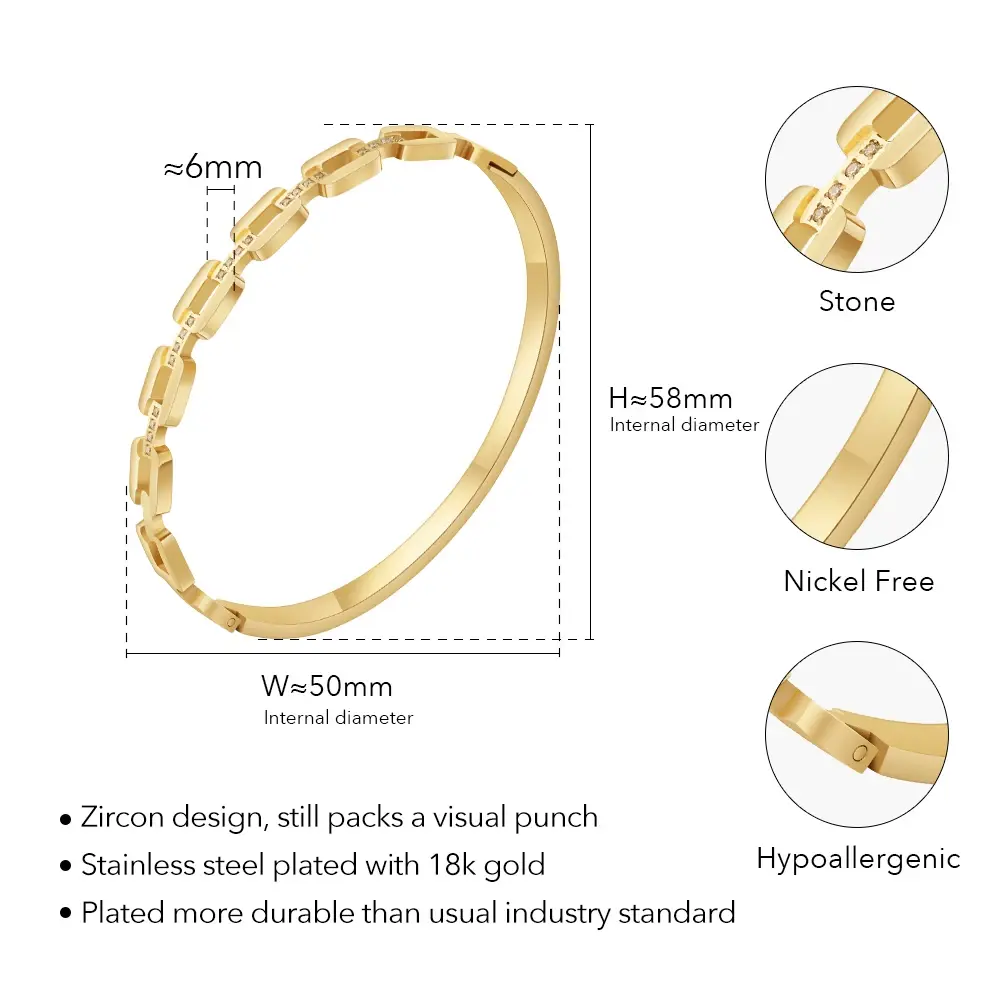 ≈6mm
Stone
H≈58mm
Internal diameter
Nickel Free
W≈50mm
Internal diameter
Hypoallergenic
• Zircon design, still packs a visual punch
• Stainless steel plated with 18k gold
• Plated more durable than usual industry standard